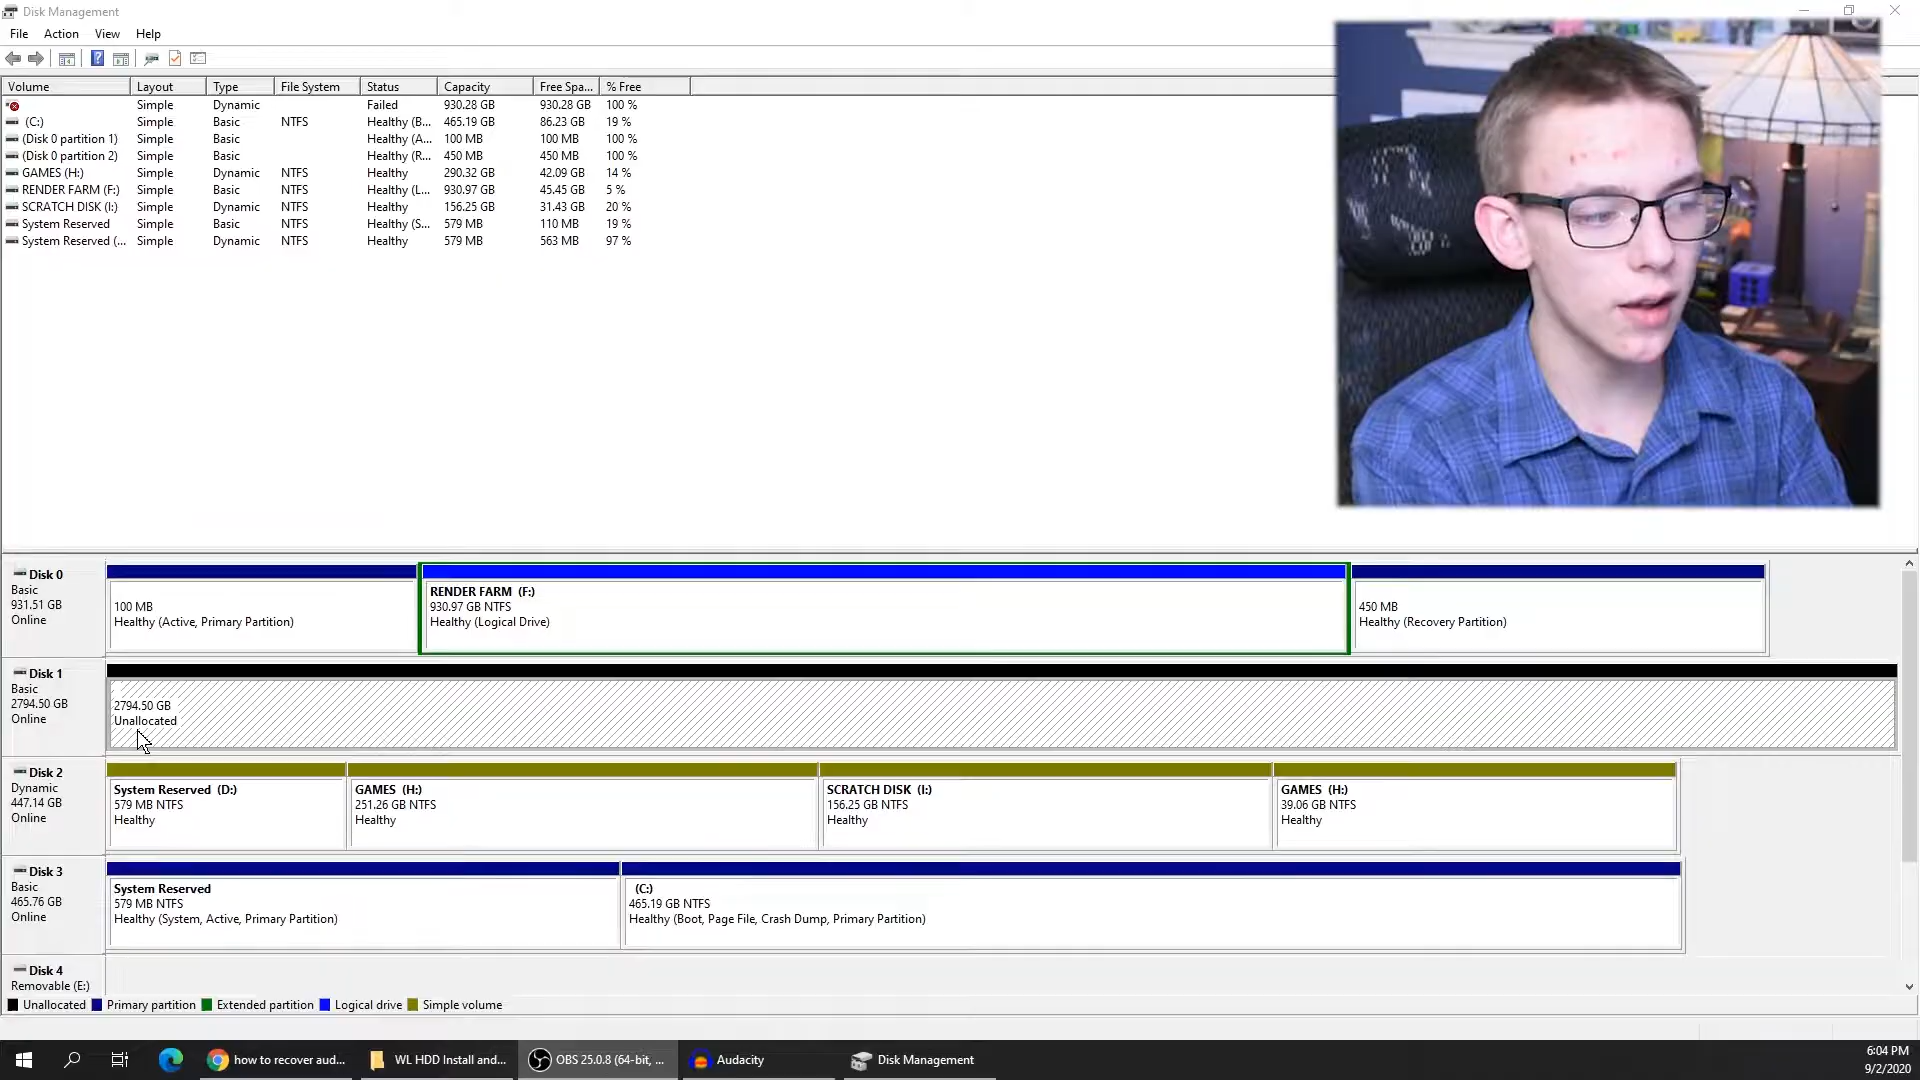 Disk Management
File Action View Help
Volume Layout Type File System Status Capacity Free Spa... % Free
Simple Dynamic Failed 930.28 GB 930.28 GB 100 %
(C:) Simple Basic NTFS Healthy (B... 465.19 GB 86.23 GB 19 %
(Disk 0 partition 1) Simple Basic Healthy (A... 100 MB 100 MB 100 %
(Disk 0 partition 2) Simple Basic Healthy (R... 450 MB 450 MB 100 %
GAMES (H:) Simple Dynamic NTFS Healthy 290.32 GB 42.09 GB 14 %
RENDER FARM (F:) Simple Basic NTFS Healthy (L... 930.97 GB 45.45 GB 5 %
SCRATCH DISK (I:) Simple Dynamic NTFS Healthy 156.25 GB 31.43 GB 20 %
System Reserved Simple Basic NTFS Healthy (S... 579 MB 110 MB 19 %
System Reserved (... Simple Dynamic NTFS Healthy 579 MB 563 MB 97 %
Disk 0
Basic
931.51 GB
Online
100 MB
Healthy (Active, Primary Partition)
RENDER FARM (F:)
930.97 GB NTFS
Healthy (Logical Drive)
450 MB
Healthy (Recovery Partition)
Disk 1
Basic
2794.50 GB
Online
2794.50 GB
Unallocated
Disk 2
Dynamic
447.14 GB
Online
System Reserved (D:)
579 MB NTFS
Healthy
GAMES (H:)
251.26 GB NTFS
Healthy
SCRATCH DISK (I:)
156.25 GB NTFS
Healthy
GAMES (H:)
39.06 GB NTFS
Healthy
Disk 3
Basic
465.76 GB
Online
System Reserved
579 MB NTFS
Healthy (System, Active, Primary Partition)
(C:)
465.19 GB NTFS
Healthy (Boot, Page File, Crash Dump, Primary Partition)
Disk 4
Removable (E:)
Unallocated Primary partition Extended partition Logical drive Simple volume
how to recover aud... WL HDD Install and... OBS 25.0.8 (64-bit, ... Audacity Disk Management
6:04 PM
9/2/2020